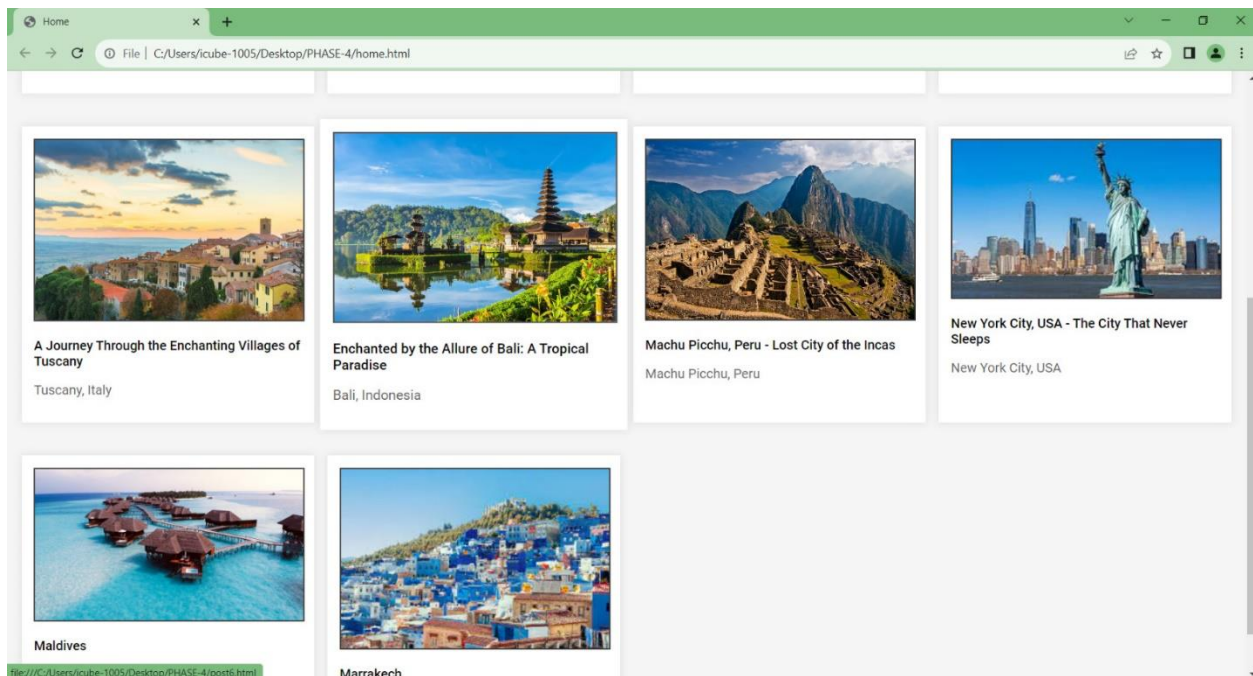 Home
File | C:/Users/icube-1005/Desktop/PHASE-4/home.html
A Journey Through the Enchanting Villages of
Tuscany
Tuscany, Italy
Enchanted by the Allure of Bali: A Tropical
Paradise
Bali, Indonesia
Machu Picchu, Peru - Lost City of the Incas
Machu Picchu, Peru
New York City, USA - The City That Never
Sleeps
New York City, USA
Maldives
Marrakech
file:///C:/Users/icube-1005/Desktop/PHASE-4/post6.html